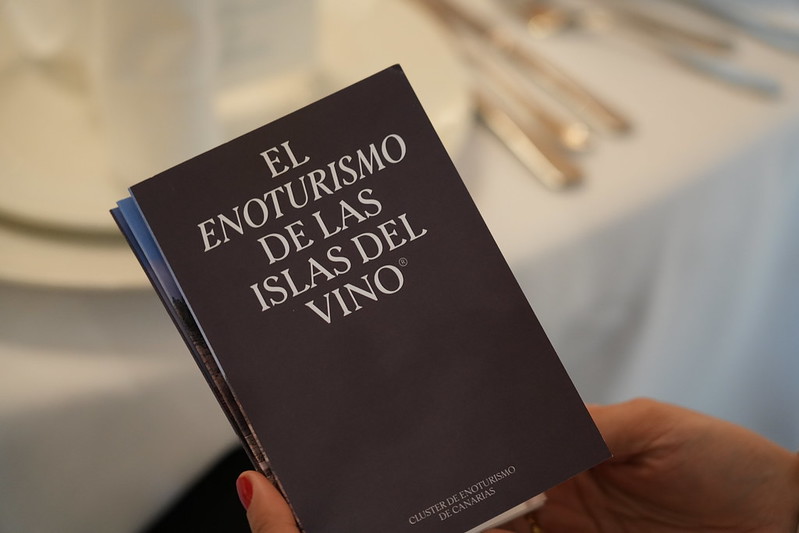 EL
ENOTURISMO
DE LAS
ISLAS DEL
VINO®
CLUSTER DE ENOTURISMO
DE CANARIAS